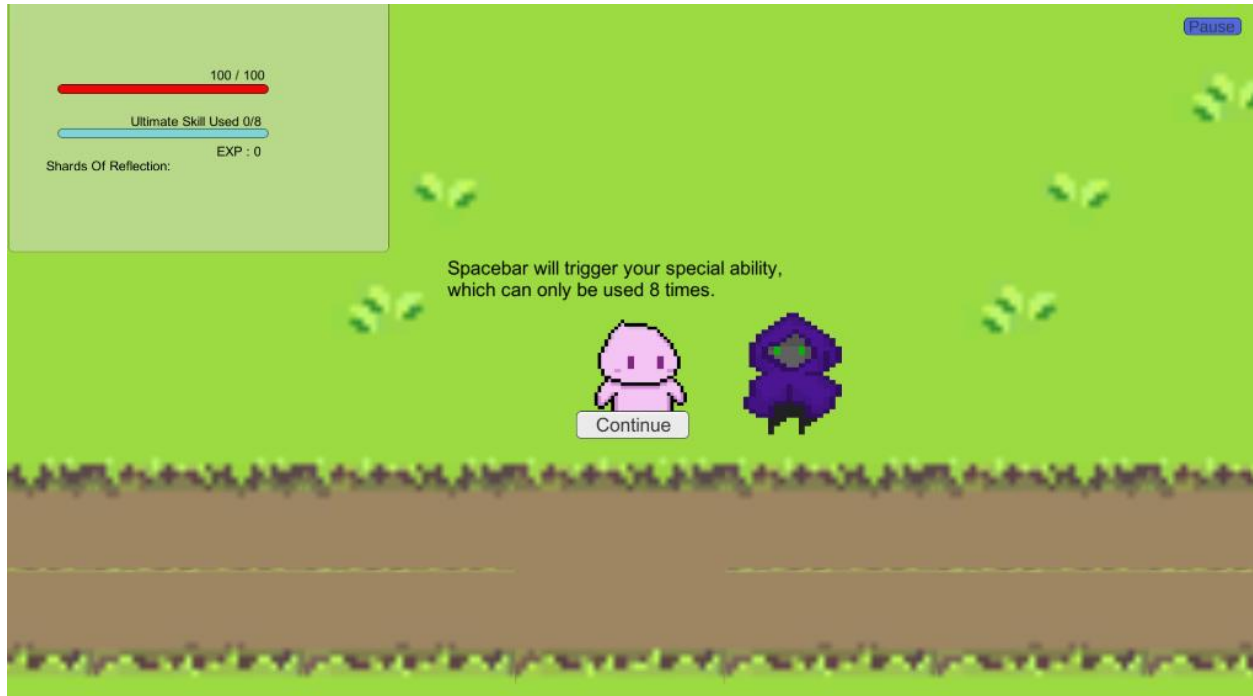 100 / 100
Pause
Ultimate Skill Used 0/8
EXP : 0
Shards Of Reflection:
Spacebar will trigger your special ability,
which can only be used 8 times.
Continue